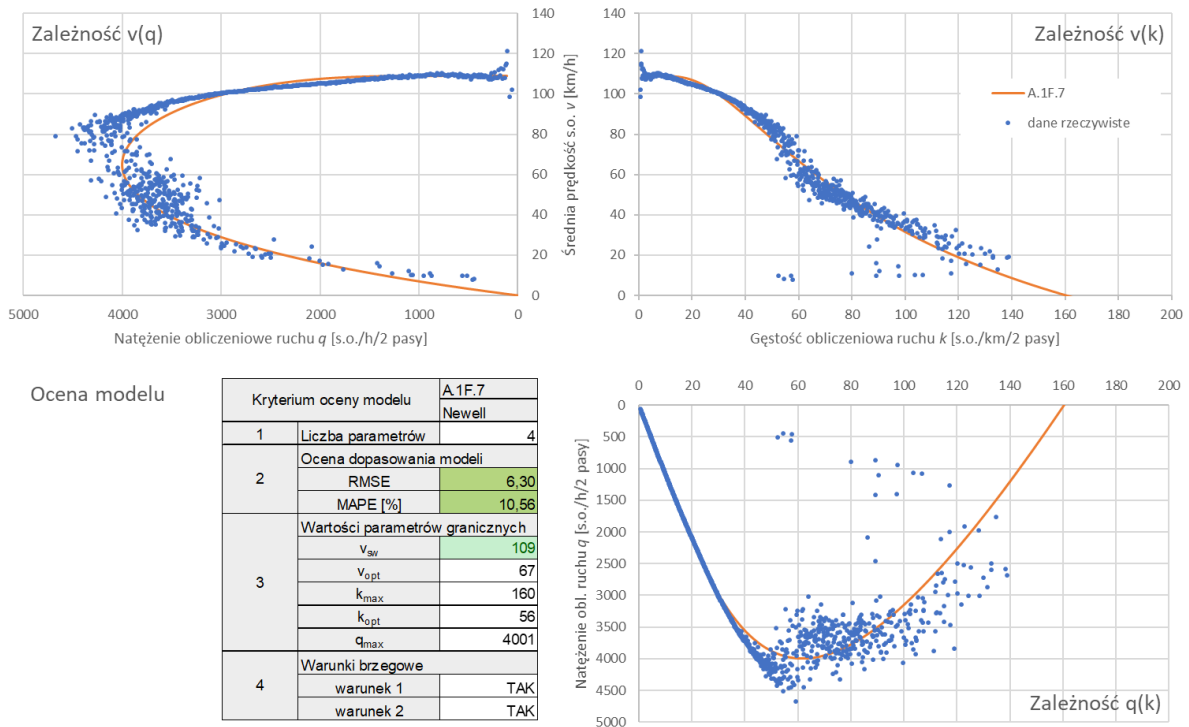 Zależność v(q)
140
120
100
80
60
40
20
0
Średnia prędkość s.o. v [km/h]
5000 4000 3000 2000 1000 0
Natężenie obliczeniowe ruchu q [s.o./h/2 pasy]
Zależność v(k)
140
120
100
80
60
40
20
0
A.1F.7
dane rzeczywiste
0 20 40 60 80 100 120 140 160 180 200
Gęstość obliczeniowa ruchu k [s.o./km/2 pasy]
Ocena modelu
Kryterium oceny modelu A.1F.7
Newell
1 Liczba parametrów 4
2 Ocena dopasowania modeli
RMSE 6,30
MAPE [%] 10,56
3 Wartości parametrów granicznych
vsw 109
vopt 67
kmax 160
kopt 56
qmax 4001
4 Warunki brzegowe
warunek 1 TAK
warunek 2 TAK
0 20 40 60 80 100 120 140 160 180 200
0
500
1000
1500
2000
2500
3000
3500
4000
4500
5000
Natężenie obl. ruchu q [s.o./h/2 pasy]
Zależność q(k)